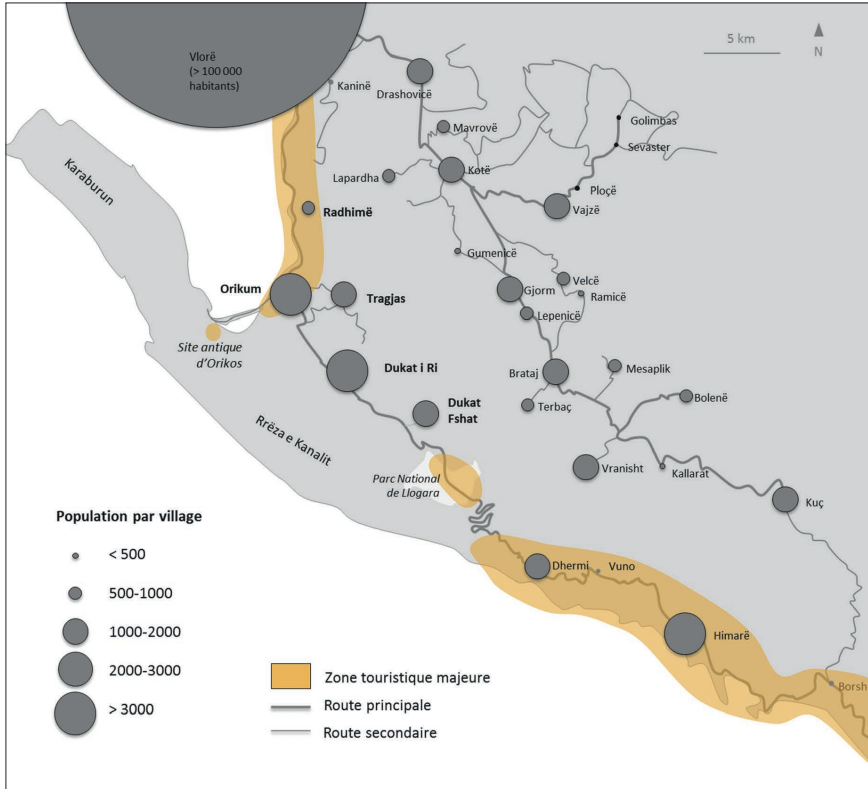 Vlorë
(> 100 000
habitants)
5 km
N
Kaninë
Drashovicë
Karaburun
Mavrovë
Golimbas
Sevaster
Kotë
Lapardha
Ploçë
Vajzë
Radhimë
Gumenicë
Velcë
Ramicë
Orikum
Tragjas
Gjorm
Lepenicë
Site antique
d'Orikos
Dukat i Ri
Brataj
Mesaplik
Bolenë
Terbaç
Dukat
Fshat
Rrëza e Kanalit
Parc National
de Llogara
Vranisht
Kallarat
Kuç
Population par village
< 500
500-1000
1000-2000
2000-3000
> 3000
Dhermi
Vuno
Himarë
Borsh
Zone touristique majeure
Route principale
Route secondaire